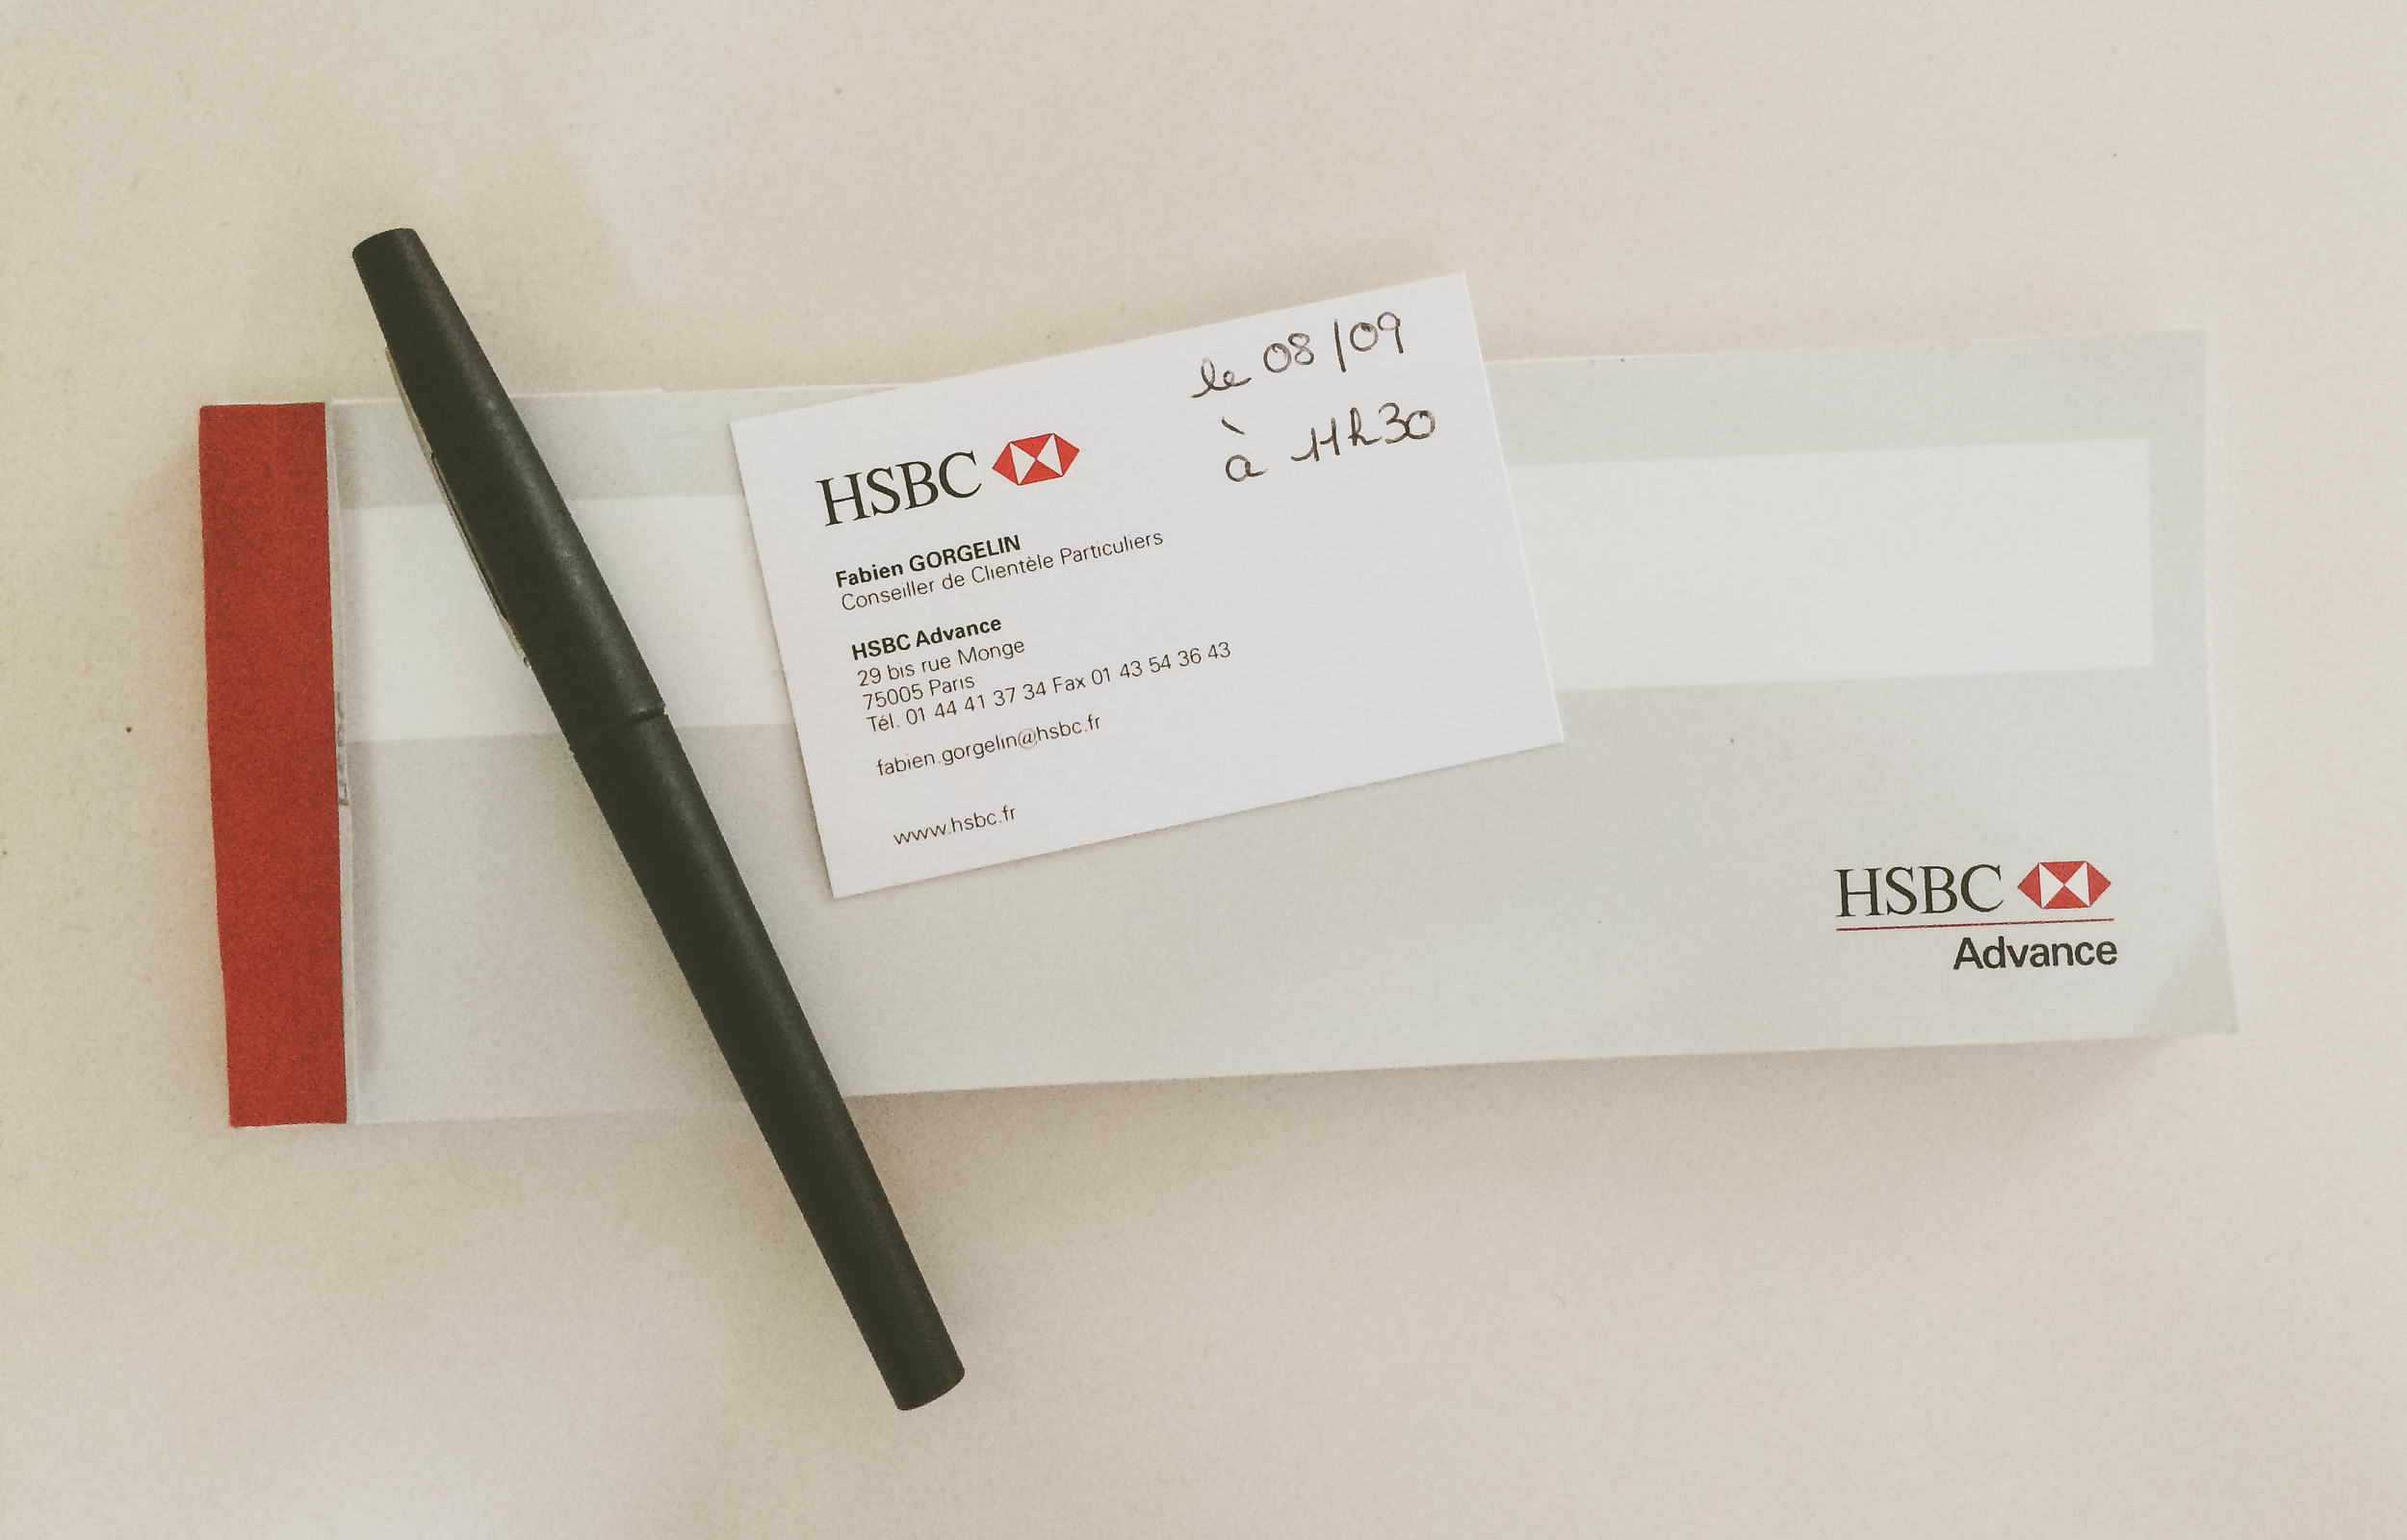 le 08/09
à 11h30
HSBC
Fabien GORGELIN
Conseiller de Clientèle Particuliers
HSBC Advance
29 bis rue Monge
75005 Paris
Tél. 01 44 41 37 34 Fax 01 43 54 36 43
fabien.gorgelin@hsbc.fr
www.hsbc.fr
HSBC
Advance